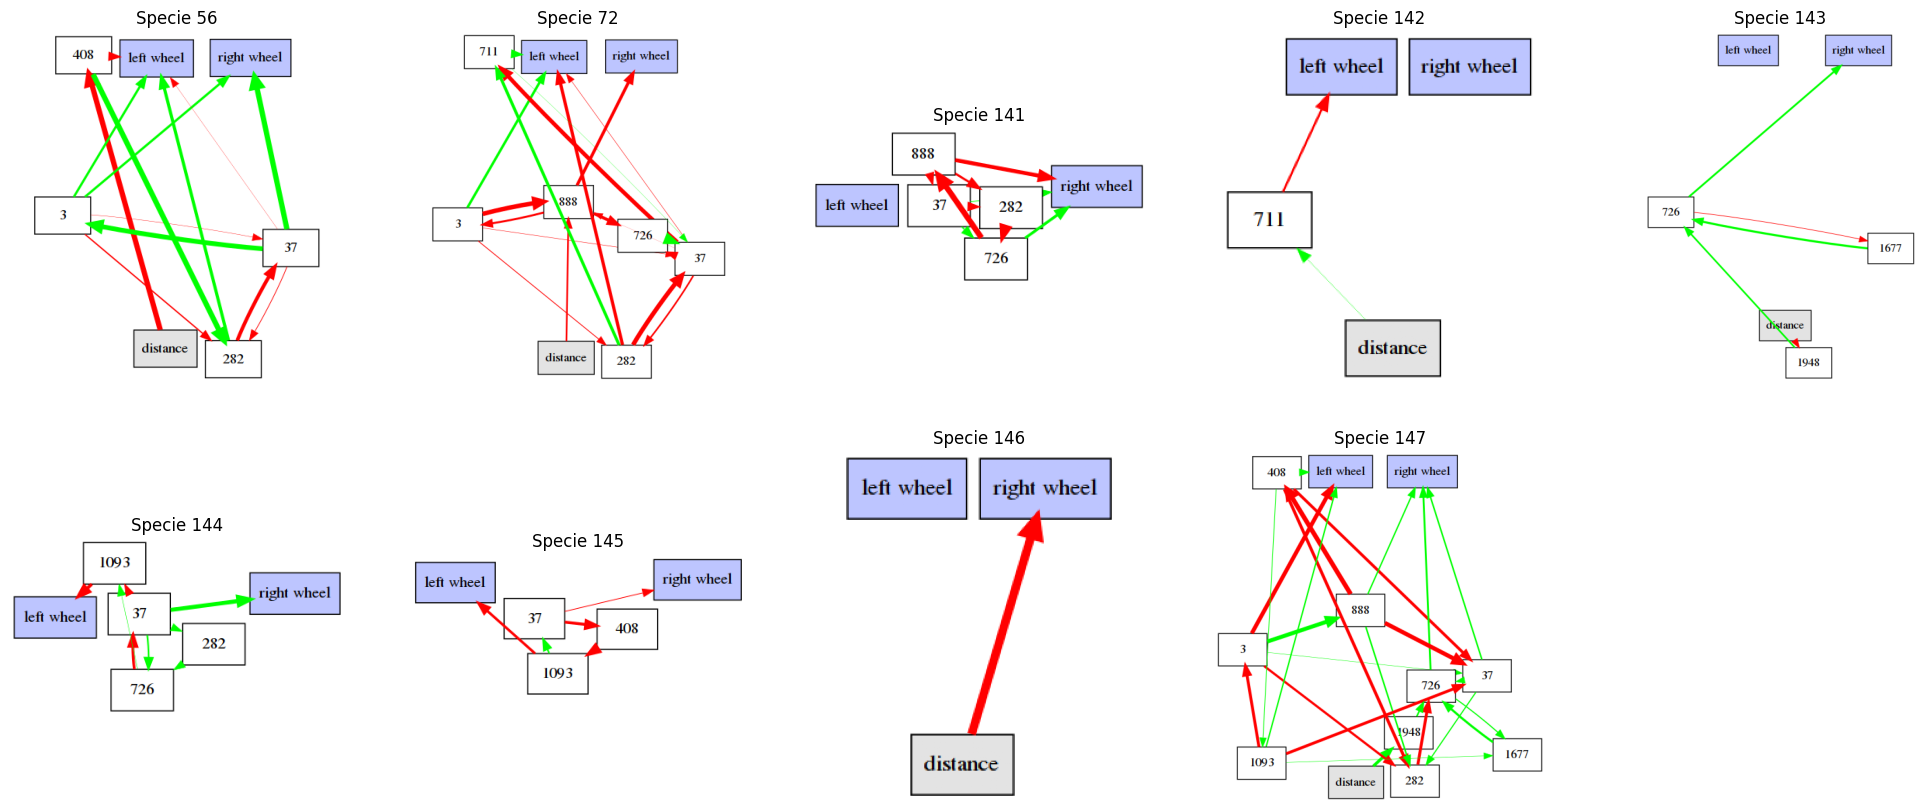 Specie 56
408
left wheel
right wheel
3
37
distance
282
Specie 72
711
left wheel
right wheel
888
3
726
37
distance
282
Specie 141
888
left wheel
37
282
right wheel
726
Specie 142
left wheel
right wheel
711
distance
Specie 143
left wheel
right wheel
726
1677
distance
1948
Specie 144
1093
left wheel
37
right wheel
282
726
Specie 145
left wheel
right wheel
37
408
1093
Specie 146
left wheel
right wheel
distance
Specie 147
408
left wheel
right wheel
888
3
37
726
1948
1093
1677
distance
282